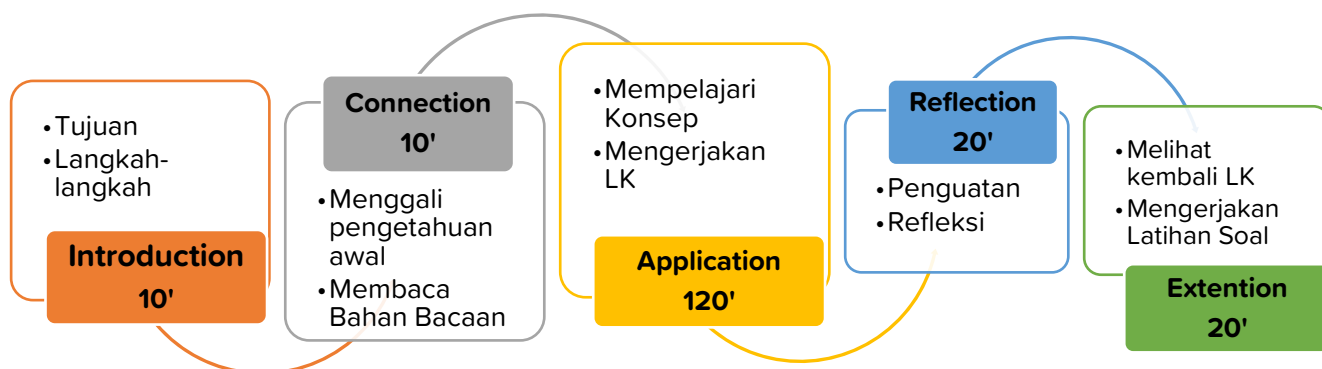 • Tujuan
• Langkah-
langkah
Introduction
10'
Connection
10'
• Menggali
pengetahuan
awal
• Membaca
Bahan Bacaan
• Mempelajari
Konsep
• Mengerjakan
LK
Application
120'
Reflection
20'
• Penguatan
• Refleksi
• Melihat
kembali LK
• Mengerjakan
Latihan Soal
Extention
20'